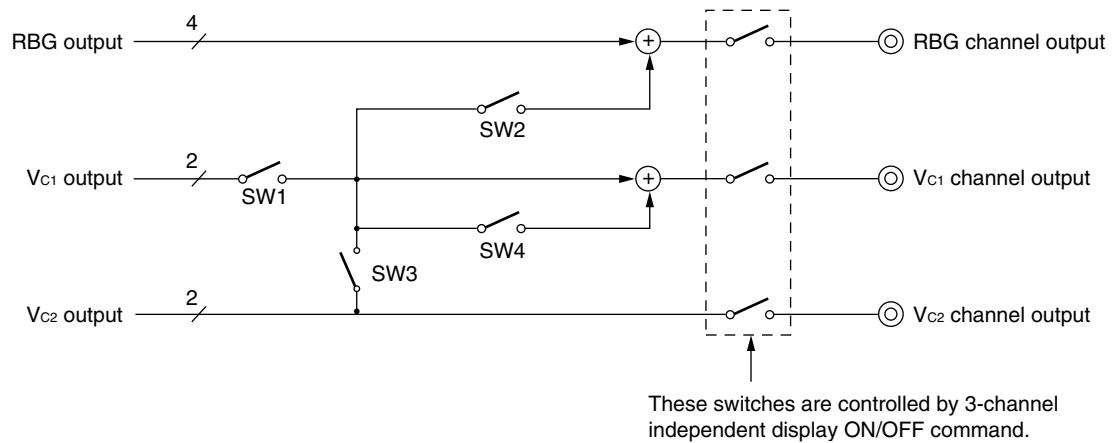 RBG output 4 RBG channel output
SW2
VC1 output 2 SW1 VC1 channel output
SW4
SW3
VC2 output 2 VC2 channel output
These switches are controlled by 3-channel
independent display ON/OFF command.